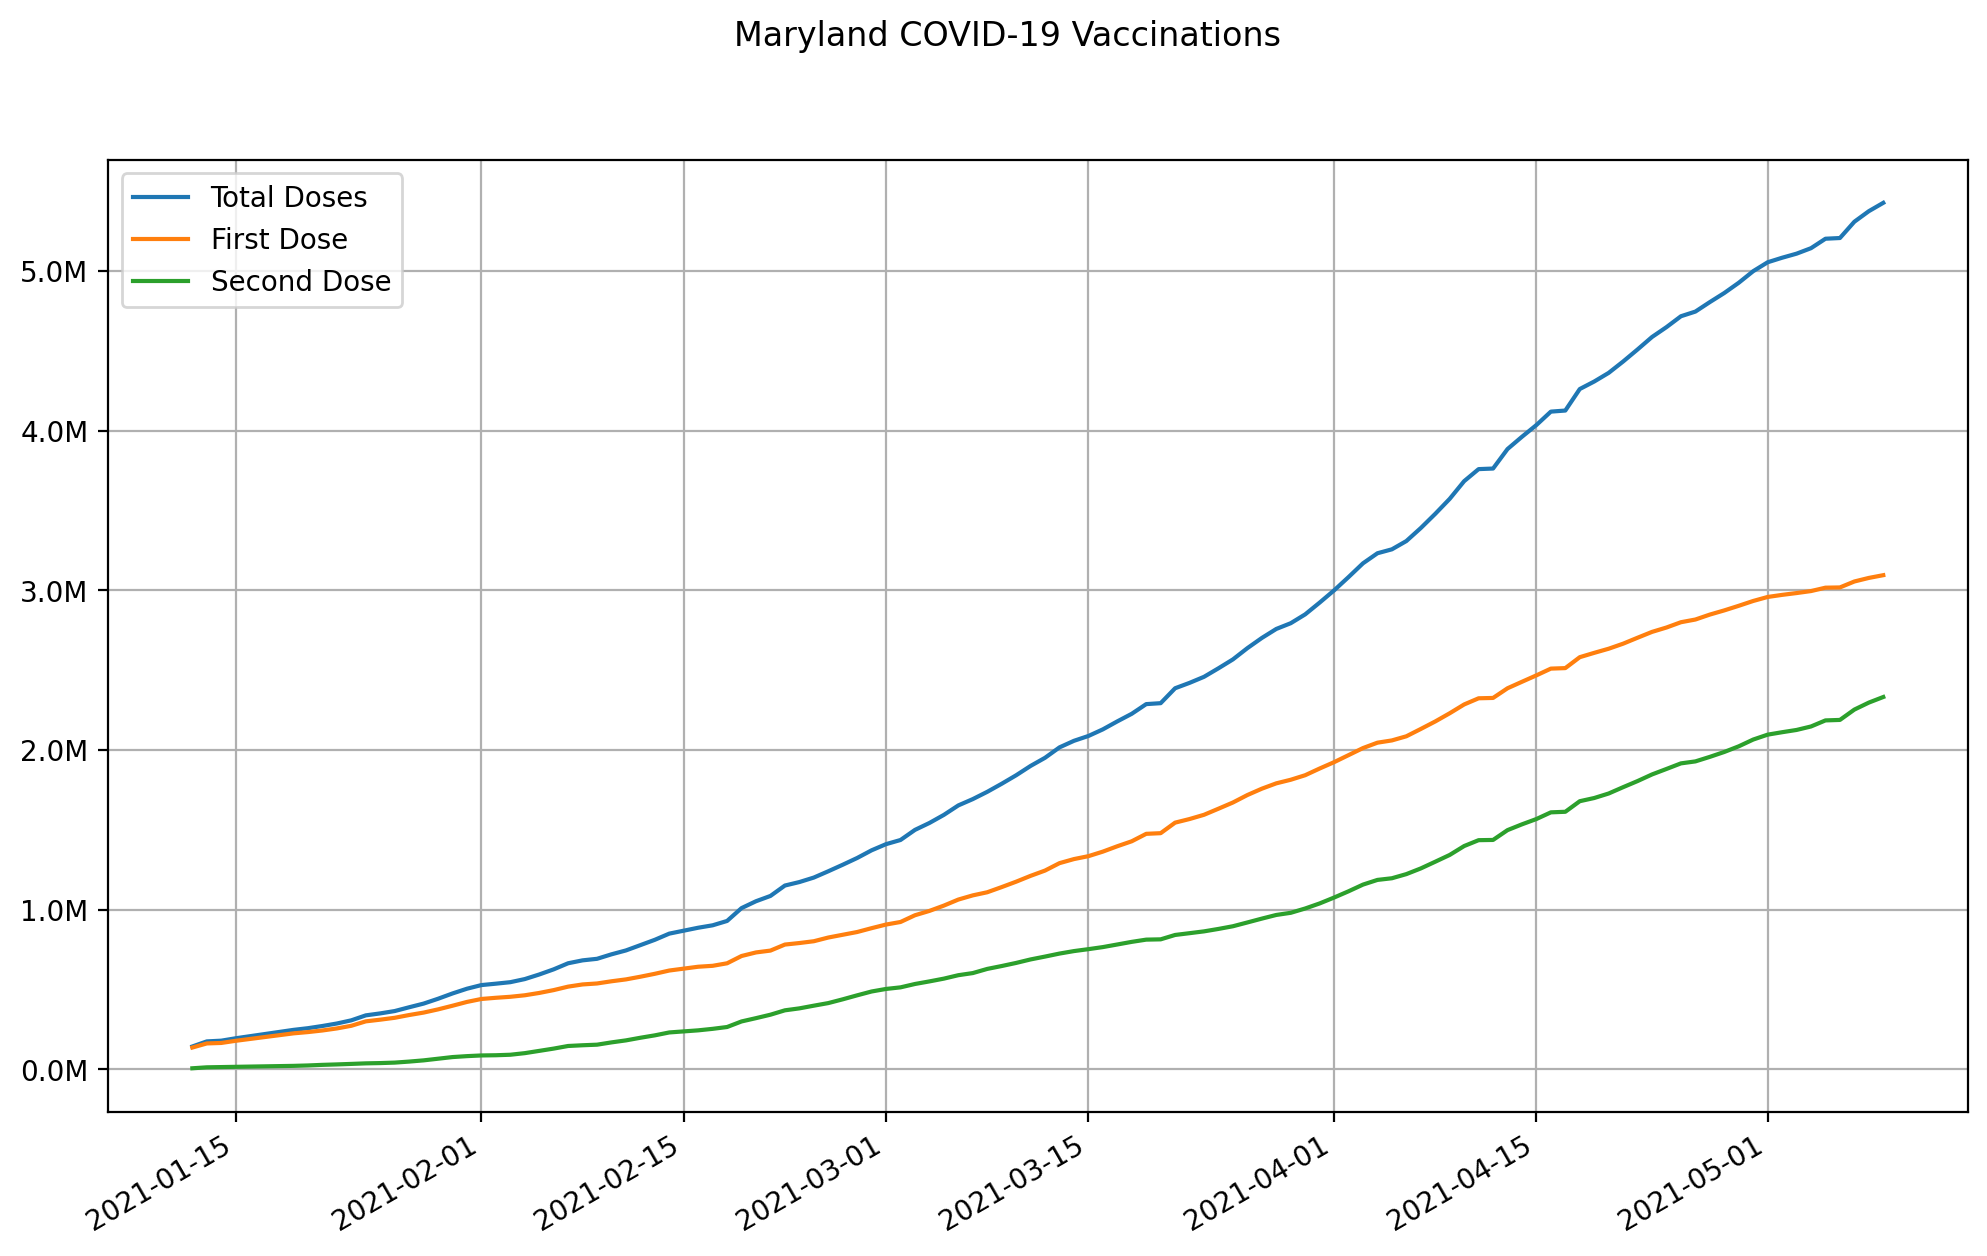 Maryland COVID-19 Vaccinations
Total Doses
First Dose
Second Dose
5.0M
4.0M
3.0M
2.0M
1.0M
0.0M
2021-01-15
2021-02-01
2021-02-15
2021-03-01
2021-03-15
2021-04-01
2021-04-15
2021-05-01